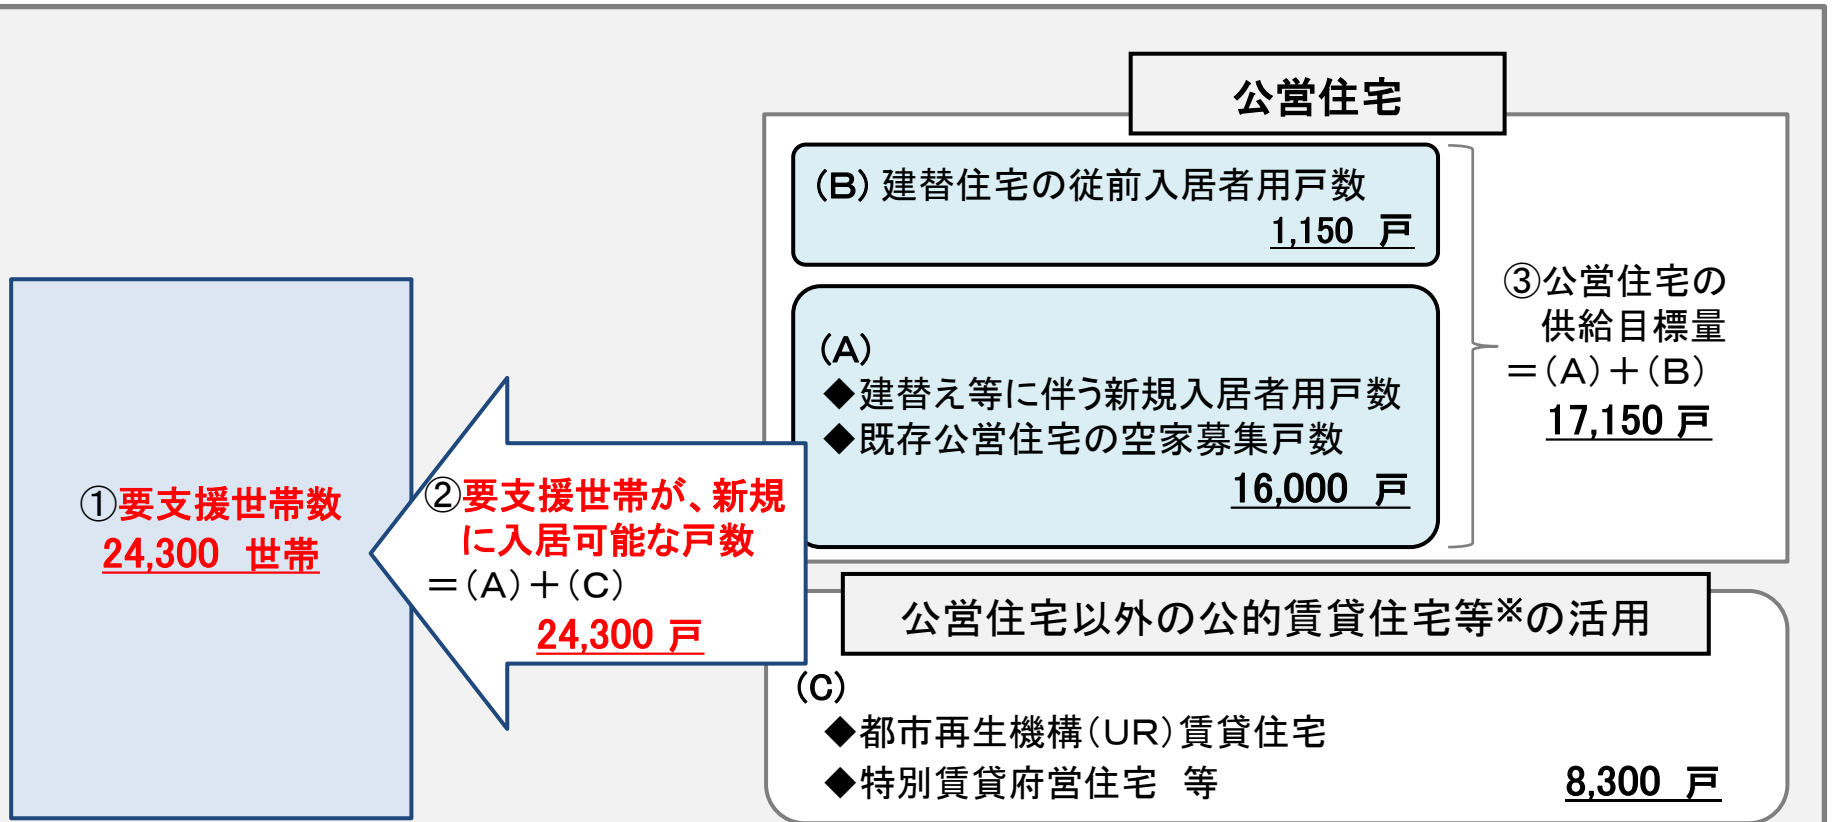 公営住宅
(B) 建替住宅の従前入居者用戸数
1,150 戸
(A)
◆建替え等に伴う新規入居者用戸数
◆既存公営住宅の空家募集戸数
16,000 戸
③公営住宅の
供給目標量
＝(A)＋(B)
17,150 戸
①要支援世帯数
24,300 世帯
②要支援世帯が、新規
に入居可能な戸数
＝(A)＋(C)
24,300 戸
公営住宅以外の公的賃貸住宅等※の活用
(C)
◆都市再生機構(UR)賃貸住宅
◆特別賃貸府営住宅 等
8,300 戸